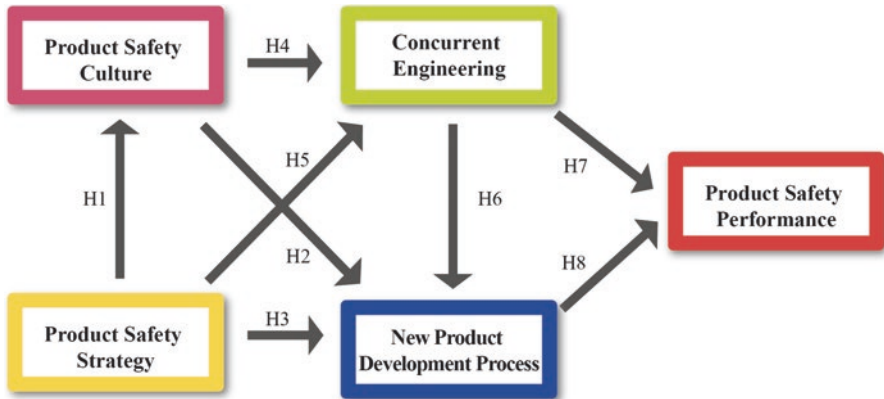 Product Safety
Culture
H4
Concurrent
Engineering
H1
H5
H2
H6
H7
Product Safety
Performance
H8
Product Safety
Strategy
H3
New Product
Development Process